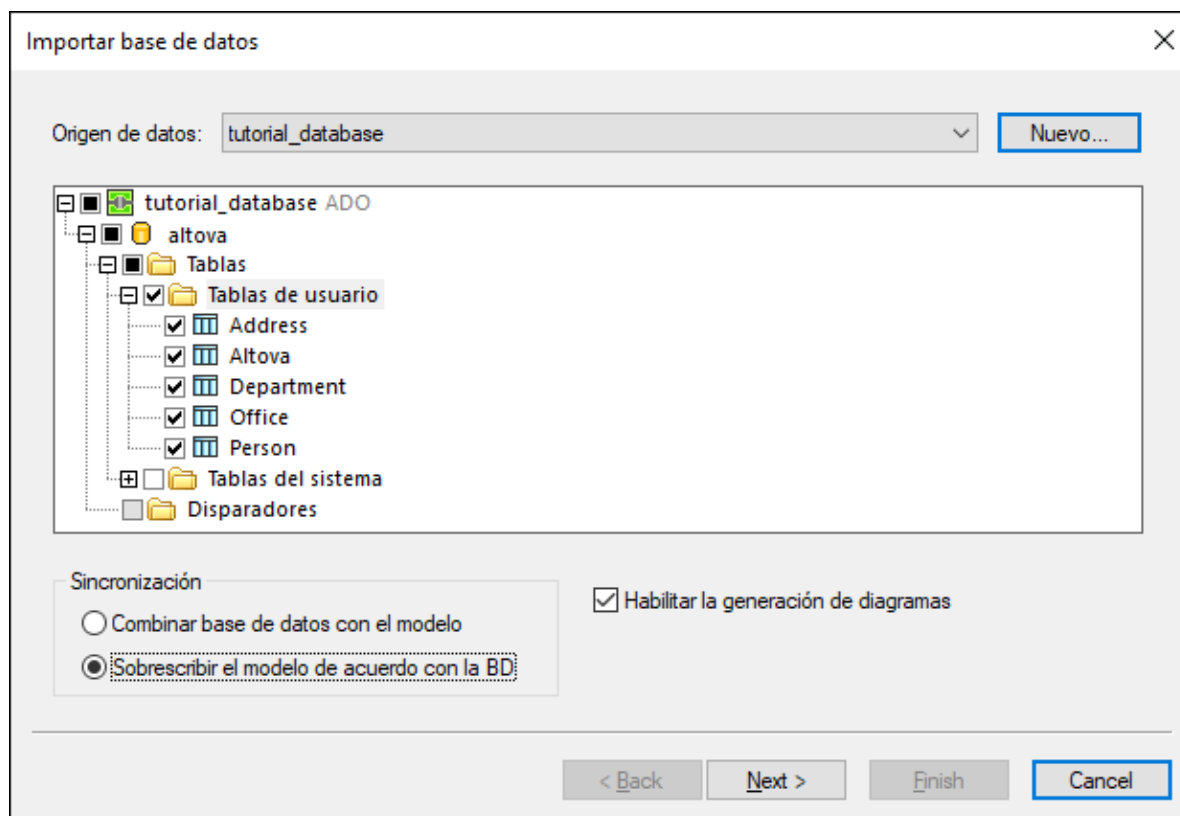 Importar base de datos
Origen de datos: tutorial_database Nuevo...
tutorial_database ADO
altova
Tablas
Tablas de usuario
Address
Altova
Department
Office
Person
Tablas del sistema
Disparadores
Sincronización
Combinar base de datos con el modelo
Sobrescribir el modelo de acuerdo con la BD
Habilitar la generación de diagramas
< Back Next > Finish Cancel